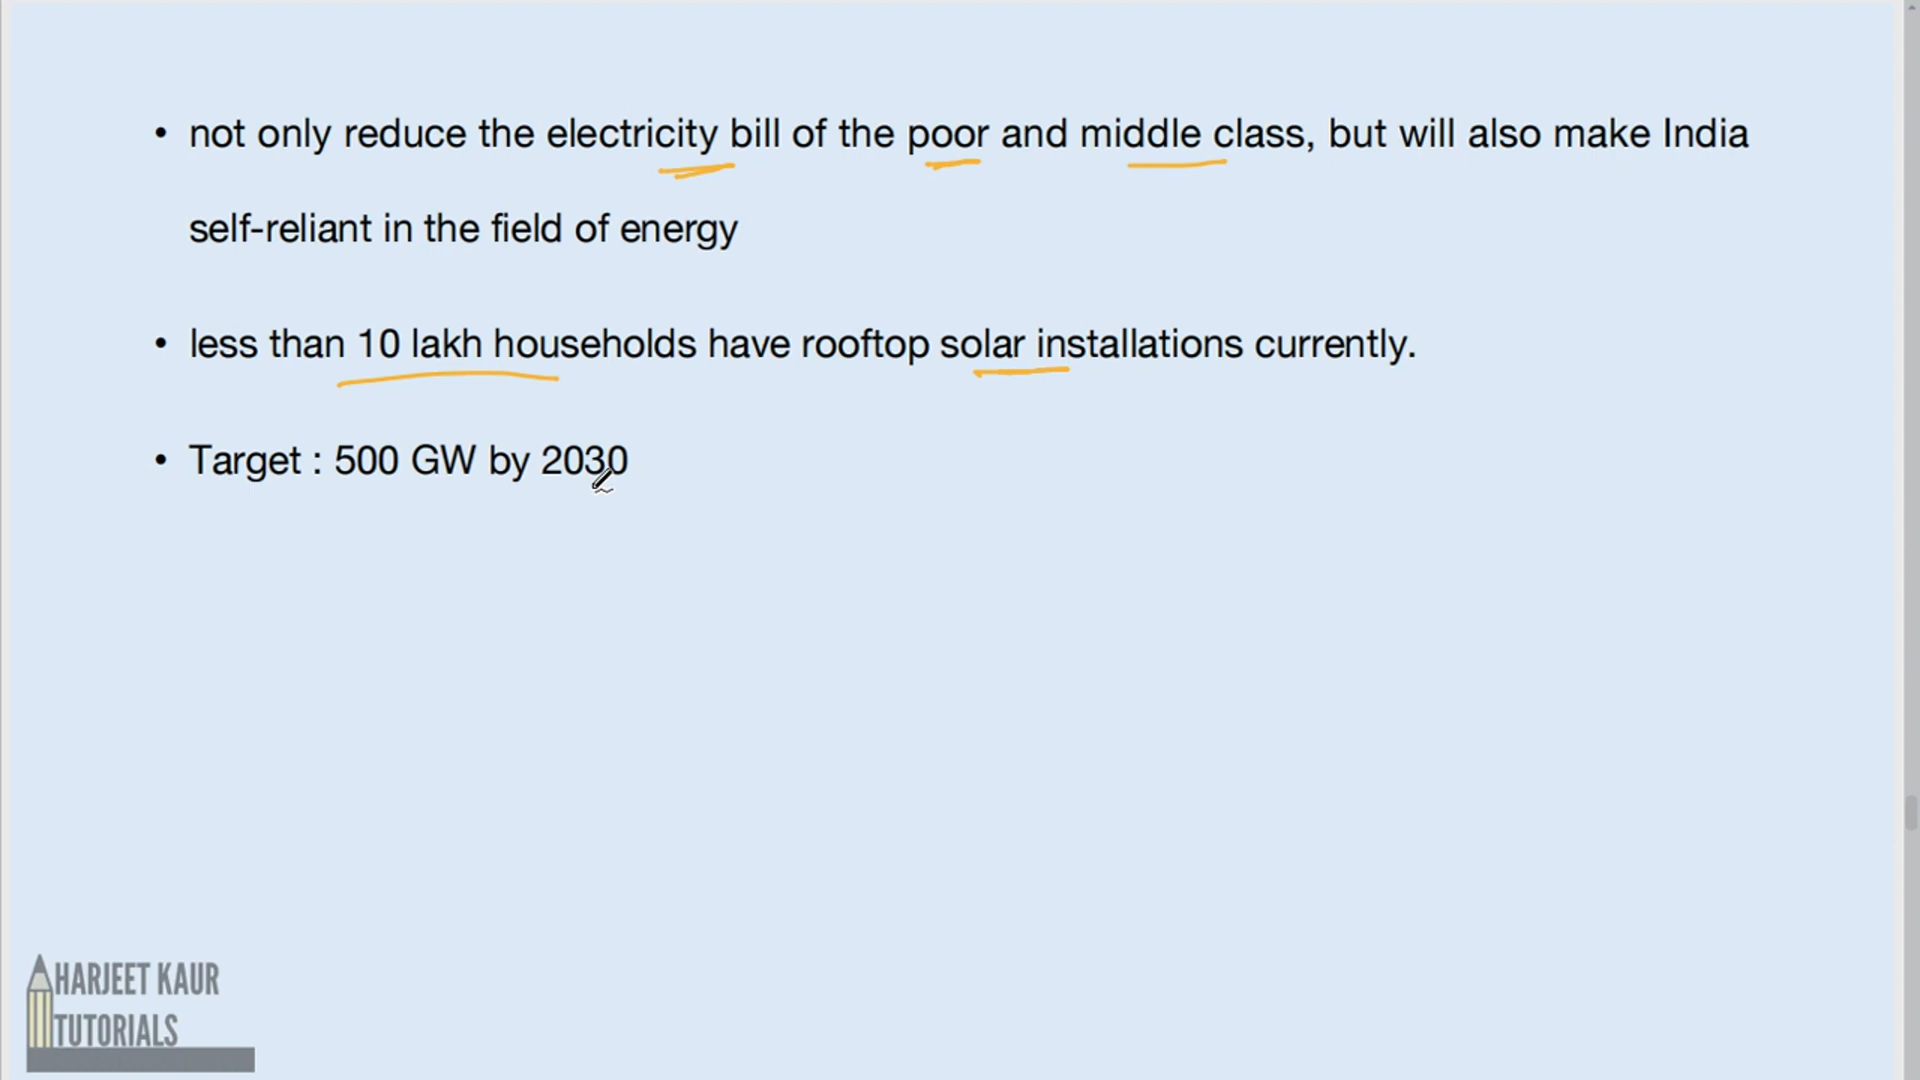 • not only reduce the electricity bill of the poor and middle class, but will also make India
self-reliant in the field of energy
• less than 10 lakh households have rooftop solar installations currently.
• Target : 500 GW by 2030
HARJEET KAUR
TUTORIALS